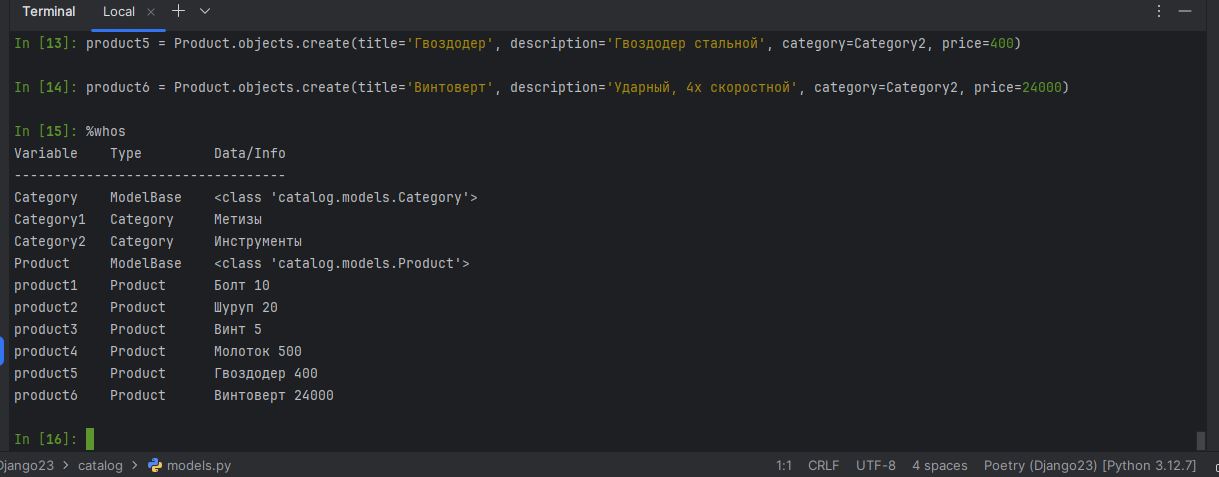 Terminal Local
In [13]: product5 = Product.objects.create(title='Гвоздодер', description='Гвоздодер стальной', category=Category2, price=400)
In [14]: product6 = Product.objects.create(title='Винтоверт', description='Ударный, 4х скоростной', category=Category2, price=24000)
In [15]: %whos
Variable Type Data/Info
----------------------------------
Category ModelBase <class 'catalog.models.Category'>
Category1 Category Метизы
Category2 Category Инструменты
Product ModelBase <class 'catalog.models.Product'>
product1 Product Болт 10
product2 Product Шуруп 20
product3 Product Винт 5
product4 Product Молоток 500
product5 Product Гвоздодер 400
product6 Product Винтоверт 24000
In [16]:
Django23 > catalog > models.py 1:1 CRLF UTF-8 4 spaces Poetry (Django23) [Python 3.12.7]